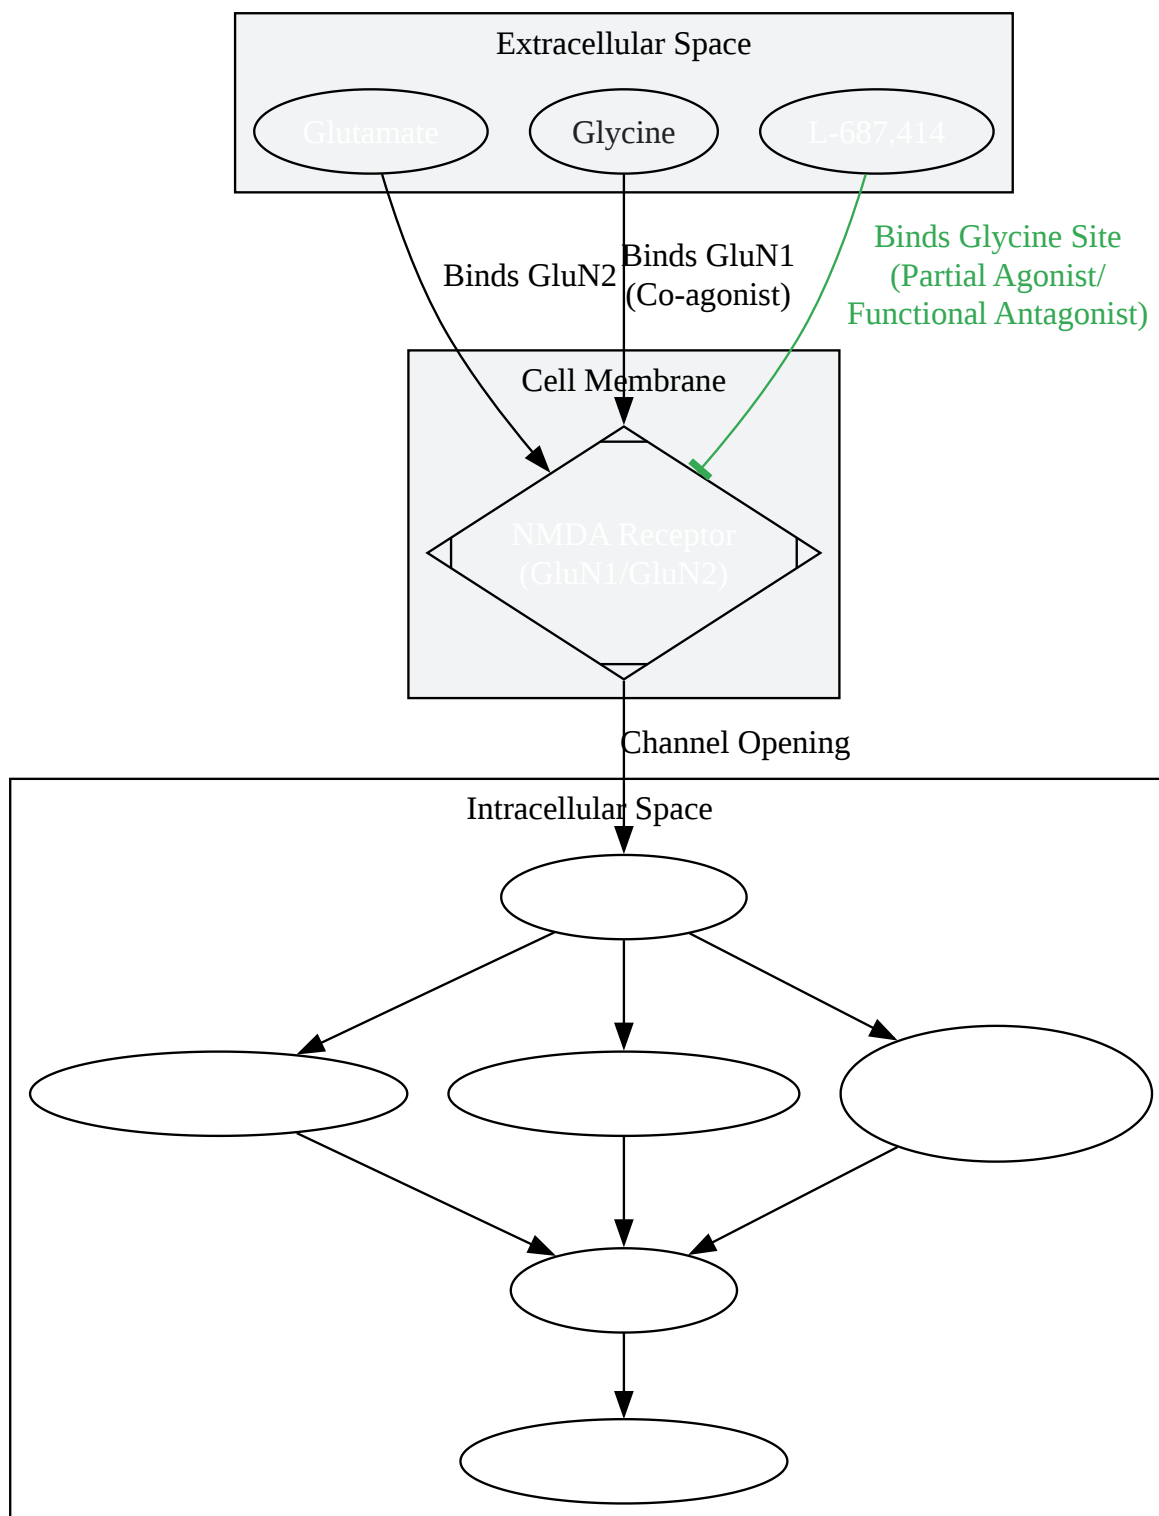 Extracellular Space
Glutamate
Glycine
L-687,414
Binds GluN2
Binds GluN1
(Co-agonist)
Binds Glycine Site
(Partial Agonist/
Functional Antagonist)
Cell Membrane
NMDA Receptor
(GluN1/GluN2)
Channel Opening
Intracellular Space